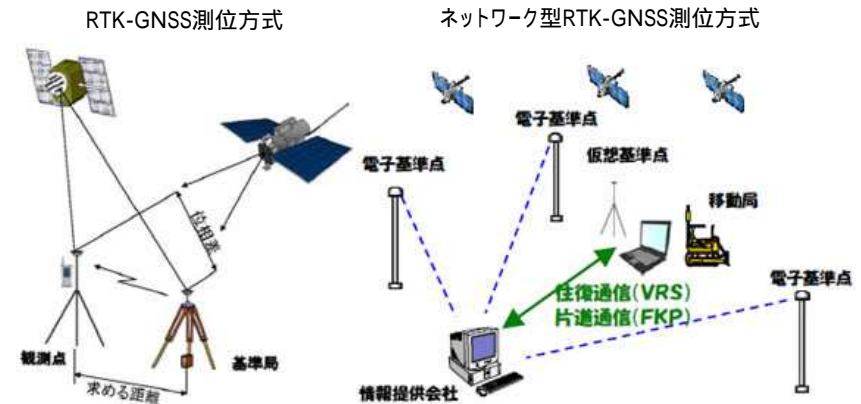 RTK-GNSS測位方式
位相差
観測点
基準局
求める距離
ネットワーク型RTK-GNSS測位方式
電子基準点
電子基準点
仮想基準点
移動局
電子基準点
往復通信(VRS)
片道通信(FKP)
情報提供会社